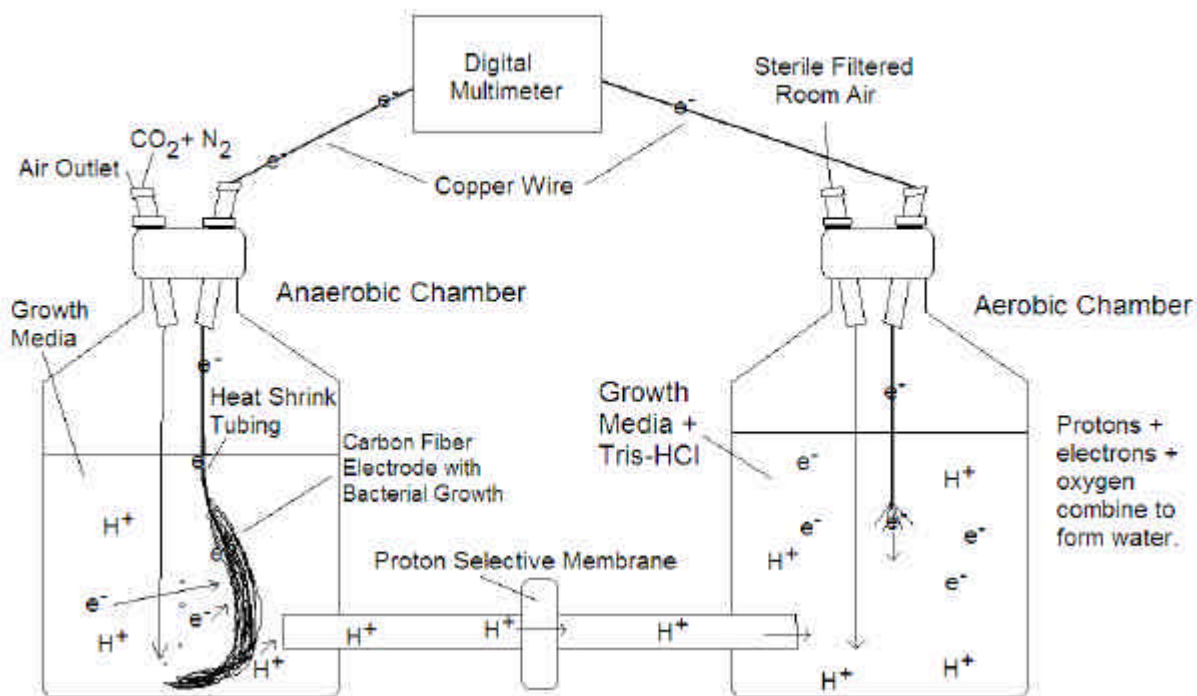 Digital
Multimeter
Sterile Filtered
Room Air
e⁻
e⁻
e⁻
CO₂+ N₂
Air Outlet
Copper Wire
Anaerobic Chamber
Aerobic Chamber
Growth
Media
e⁻
Heat Shrink
Tubing
e⁻
Carbon Fiber
Electrode with
Bacterial Growth
H⁺
e
e⁻
e⁻
H⁺
H⁺
Proton Selective Membrane
H⁺
H⁺
H⁺
Growth
Media +
Tris-HCl
e⁻
e⁻
H⁺
e⁻
e⁻
H⁺
e⁻
e⁻
H⁺
H⁺
Protons +
electrons +
oxygen
combine to
form water.